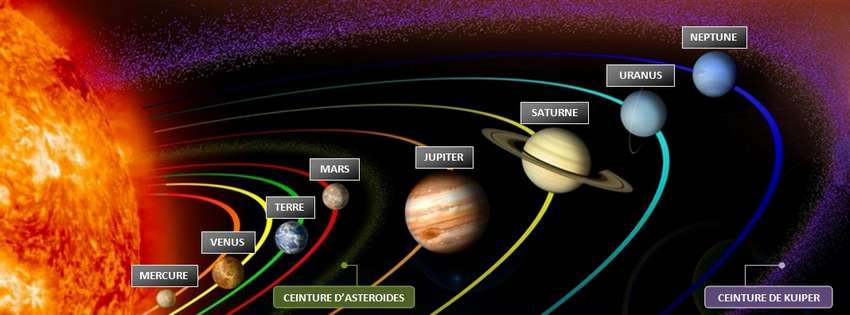 NEPTUNE
URANUS
SATURNE
JUPITER
MARS
TERRE
VENUS
MERCURE
CEINTURE D'ASTEROIDES
CEINTURE DE KUIPER